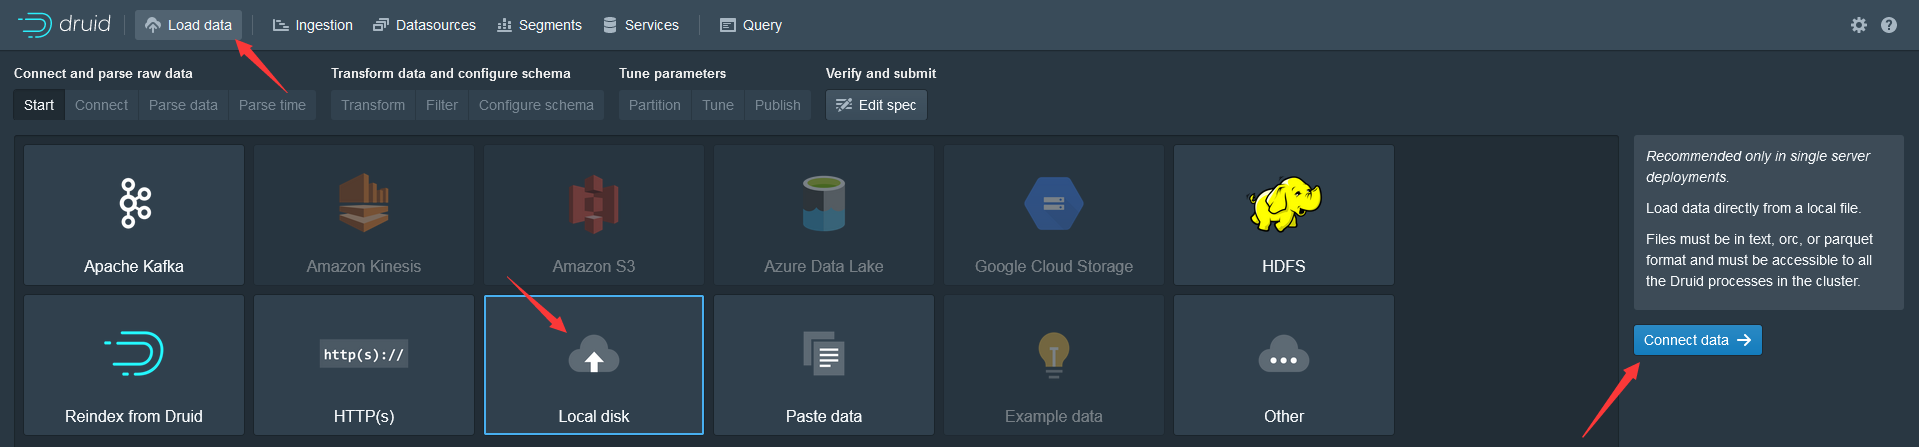 druid Load data Ingestion Datasources Segments Services Query
Connect and parse raw data Transform data and configure schema Tune parameters Verify and submit
Start Connect Parse data Parse time Transform Filter Configure schema Partition Tune Publish Edit spec
Apache Kafka Amazon Kinesis Amazon S3 Azure Data Lake Google Cloud Storage HDFS
http(s)://
Reindex from Druid HTTP(s) Local disk Paste data Example data Other
Recommended only in single server
deployments.
Load data directly from a local file.
Files must be in text, orc, or parquet
format and must be accessible to all
the Druid processes in the cluster.
Connect data